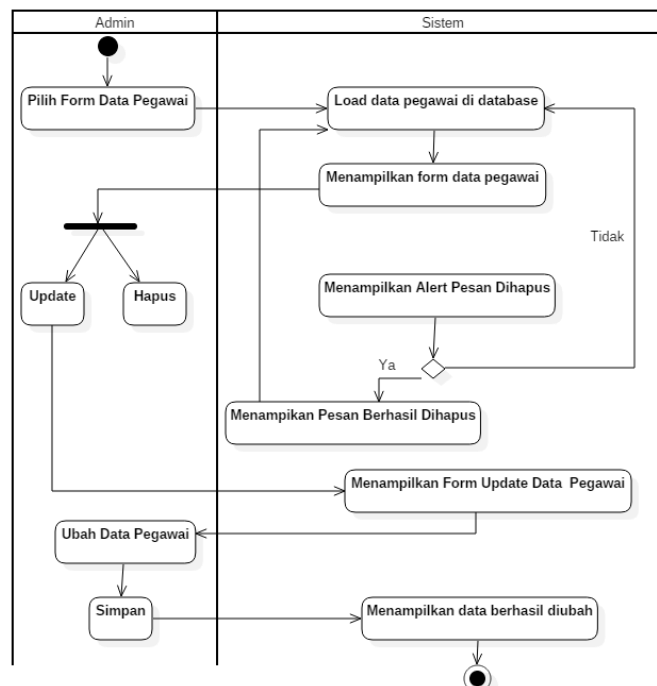 Admin
Sistem
Pilih Form Data Pegawai
Load data pegawai di database
Menampilkan form data pegawai
Tidak
Update
Hapus
Menampilkan Alert Pesan Dihapus
Ya
Menampikan Pesan Berhasil Dihapus
Menampilkan Form Update Data Pegawai
Ubah Data Pegawai
Simpan
Menampilkan data berhasil diubah